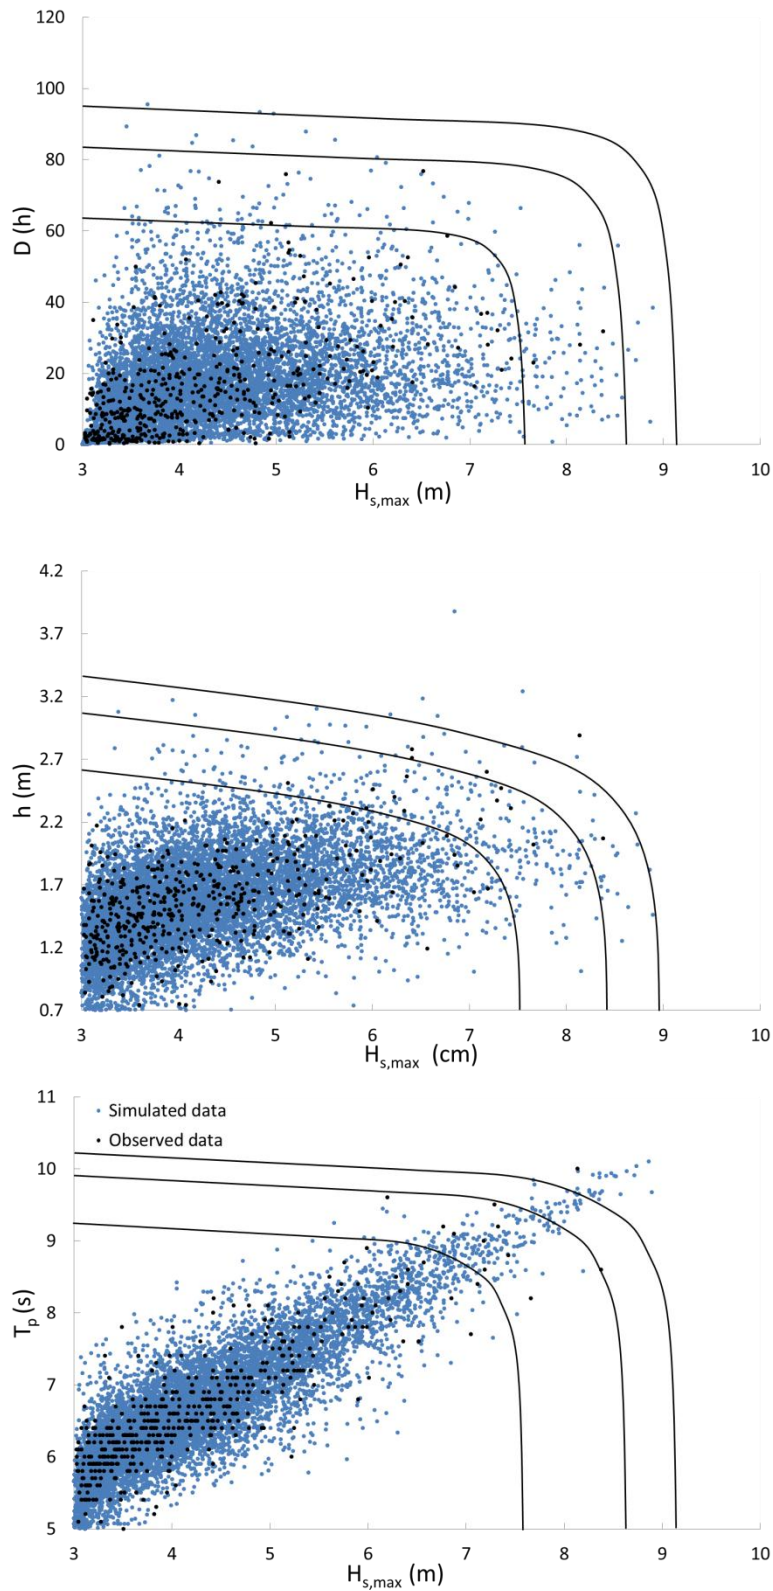 120
100
80
60
40
20
0
D (h)
3 4 5 6 7 8 9 10
Hs,max (m)
4.2
3.7
3.2
2.7
2.2
1.7
1.2
0.7
h (m)
3 4 5 6 7 8 9 10
Hs,max (cm)
11
10
9
8
7
6
5
Tp (s)
Simulated data
Observed data
3 4 5 6 7 8 9 10
Hs,max (m)